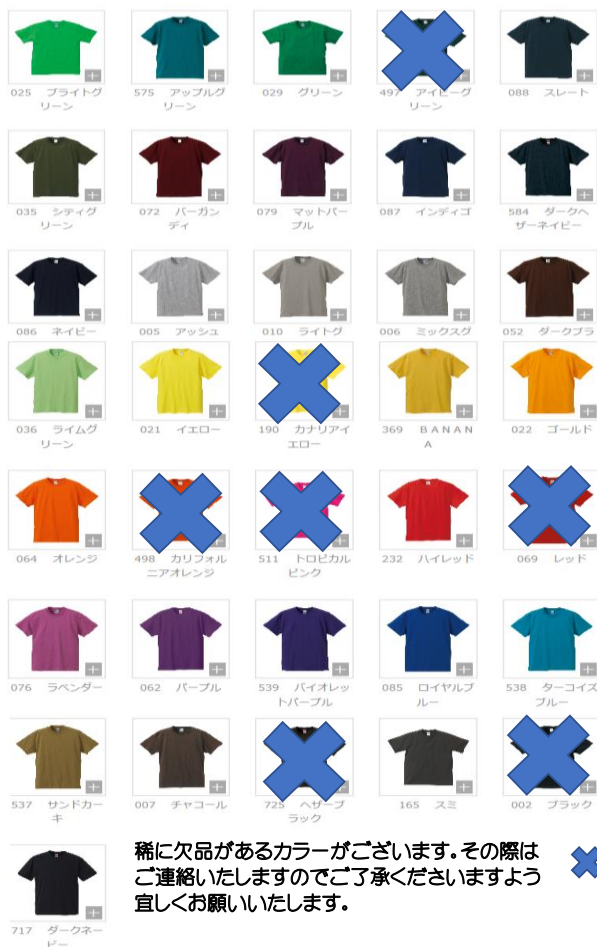 025 ブライトグ
リーン
575 アップルグ
リーン
029 グリーン
497 アイビーグ
リーン
088 スレート
035 シティグ
リーン
072 バーガン
ディ
079 マットパー
プル
087 インディゴ
584 ダークヘ
ザーネイビー
086 ネイビー
005 アッシュ
010 ライトグ
006 ミックスグ
052 ダークブラ
036 ライムグ
リーン
021 イエロー
190 カナリアイ
エロー
369 BANAN
A
022 ゴールド
064 オレンジ
498 カリフォル
ニアオレンジ
511 トロピカル
ピンク
232 ハイレッド
069 レッド
076 ラベンダー
062 パープル
539 バイオレッ
トパープル
085 ロイヤルブ
ルー
538 ターコイズ
ブルー
537 サンドカー
キ
007 チャコール
725 ヘザーブ
ラック
165 スミ
002 ブラック
717 ダークネー
ビー
稀に欠品があるカラーがございます。その際は
ご連絡いたしますのでご了承くださいますよう
宜しくお願いいたします。